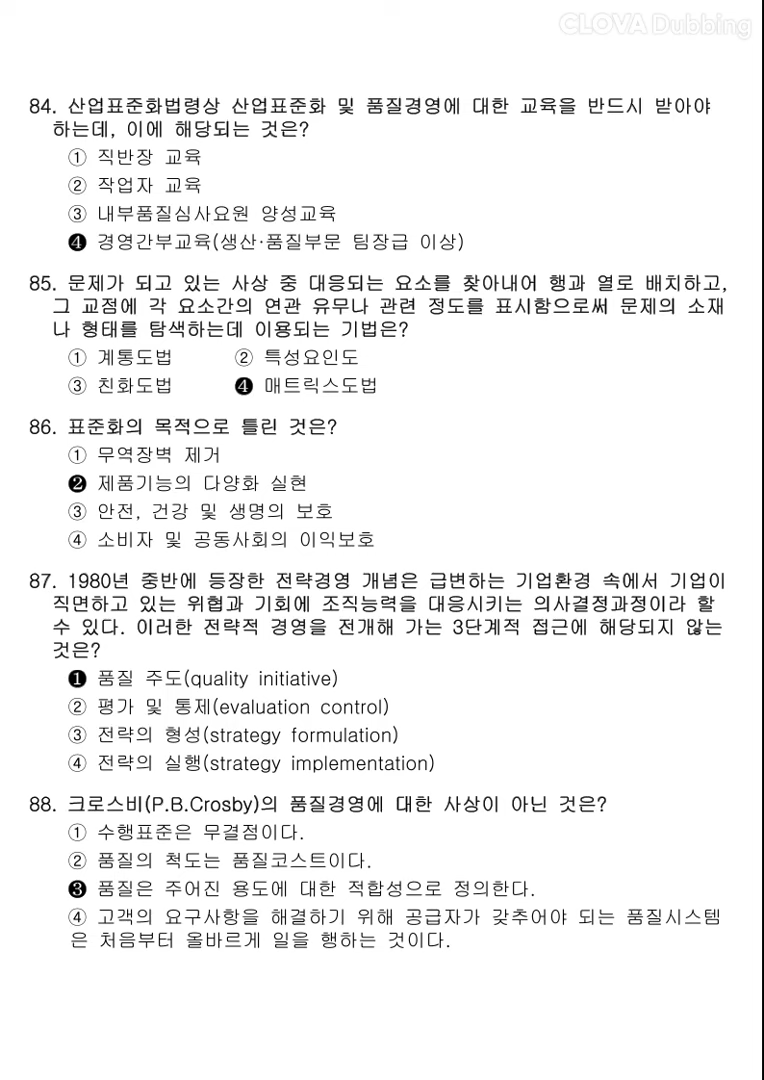 CLOVA Dubbing
84. 산업표준화법령상 산업표준화 및 품질경영에 대한 교육을 반드시 받아야
하는데, 이에 해당되는 것은?
① 직반장 교육
② 작업자 교육
③ 내부품질심사요원 양성교육
❹ 경영간부교육(생산·품질부문 팀장급 이상)
85. 문제가 되고 있는 사상 중 대응되는 요소를 찾아내어 행과 열로 배치하고,
그 교점에 각 요소간의 연관 유무나 관련 정도를 표시함으로써 문제의 소재
나 형태를 탐색하는데 이용되는 기법은?
① 계통도법 ② 특성요인도
③ 친화도법 ❹ 매트릭스도법
86. 표준화의 목적으로 틀린 것은?
① 무역장벽 제거
❷ 제품기능의 다양화 실현
③ 안전, 건강 및 생명의 보호
④ 소비자 및 공동사회의 이익보호
87. 1980년 중반에 등장한 전략경영 개념은 급변하는 기업환경 속에서 기업이
직면하고 있는 위협과 기회에 조직능력을 대응시키는 의사결정과정이라 할
수 있다. 이러한 전략적 경영을 전개해 가는 3단계적 접근에 해당되지 않는
것은?
❶ 품질 주도(quality initiative)
② 평가 및 통제(evaluation control)
③ 전략의 형성(strategy formulation)
④ 전략의 실행(strategy implementation)
88. 크로스비(P.B.Crosby)의 품질경영에 대한 사상이 아닌 것은?
① 수행표준은 무결점이다.
② 품질의 척도는 품질코스트이다.
❸ 품질은 주어진 용도에 대한 적합성으로 정의한다.
④ 고객의 요구사항을 해결하기 위해 공급자가 갖추어야 되는 품질시스템
은 처음부터 올바르게 일을 행하는 것이다.